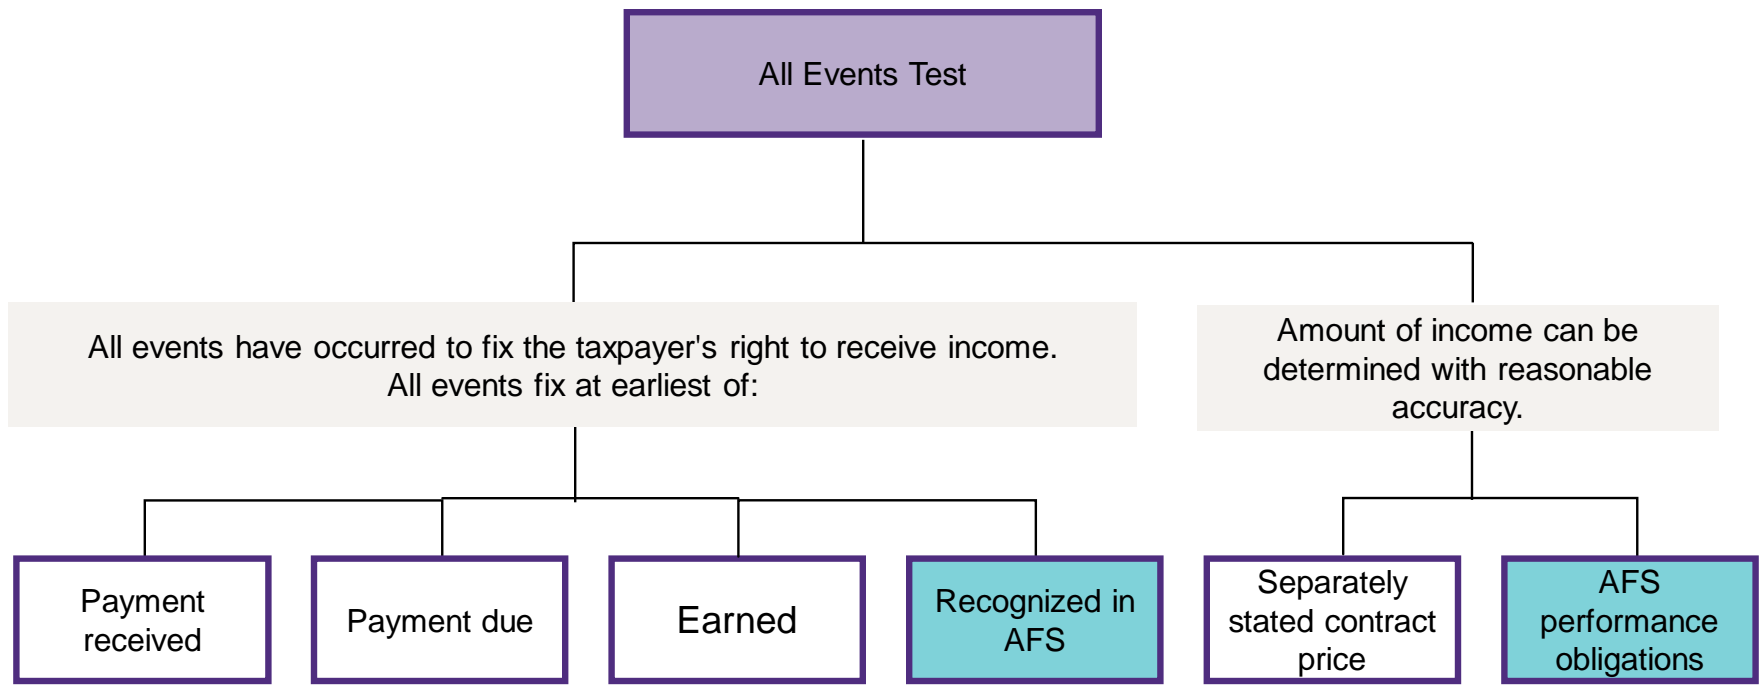 All Events Test
All events have occurred to fix the taxpayer's right to receive income.
All events fix at earliest of:
Amount of income can be
determined with reasonable
accuracy.
Payment
received
Payment due
Earned
Recognized in
AFS
Separately
stated contract
price
AFS
performance
obligations